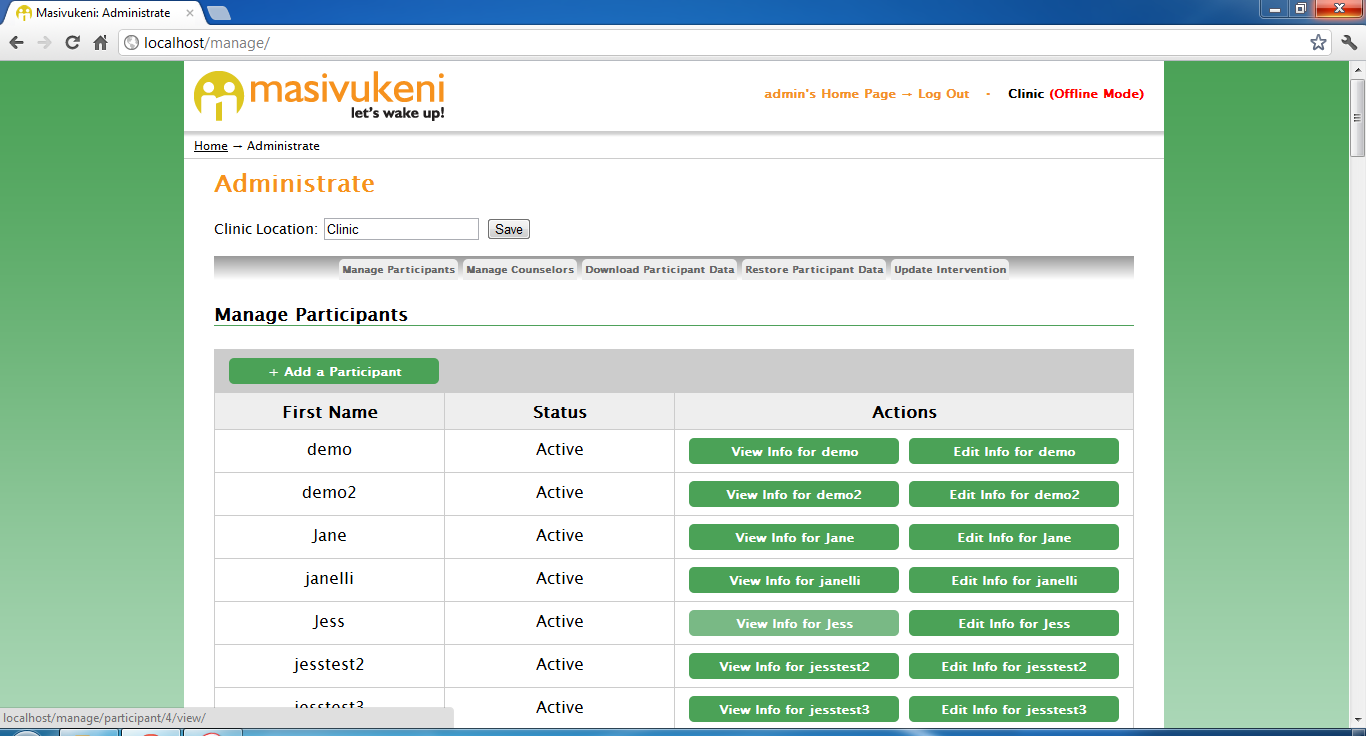 Masivukeni: Administrate
localhost/manage/
masivukeni
let's wake up!
admin's Home Page → Log Out - Clinic (Offline Mode)
Home → Administrate
Administrate
Clinic Location: Clinic Save
Manage Participants Manage Counselors Download Participant Data Restore Participant Data Update Intervention
Manage Participants
+ Add a Participant
First Name Status Actions
demo Active View Info for demo Edit Info for demo
demo2 Active View Info for demo2 Edit Info for demo2
Jane Active View Info for Jane Edit Info for Jane
janelli Active View Info for janelli Edit Info for janelli
Jess Active View Info for Jess Edit Info for Jess
jesstest2 Active View Info for jesstest2 Edit Info for jesstest2
jesstest3 Active View Info for jesstest3 Edit Info for jesstest3
localhost/manage/participant/4/view/